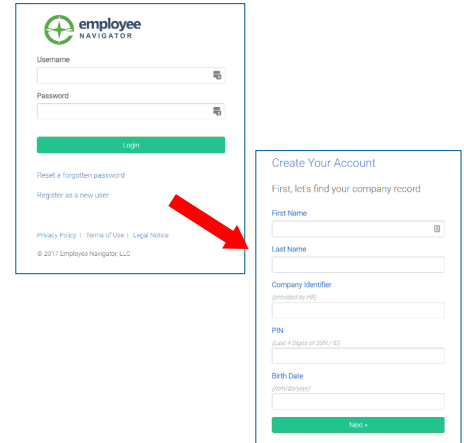 employee
NAVIGATOR
Username
Password
Login
Reset a forgotten password
Register as a new user
Privacy Policy | Terms of Use | Legal Notice
© 2017 Employee Navigator, LLC
Create Your Account
First, let's find your company record
First Name
Last Name
Company Identifier
(provided by HR)
PIN
(Last 4 Digits of SSN / ID)
Birth Date
(mm/dd/yyyy)
Next »